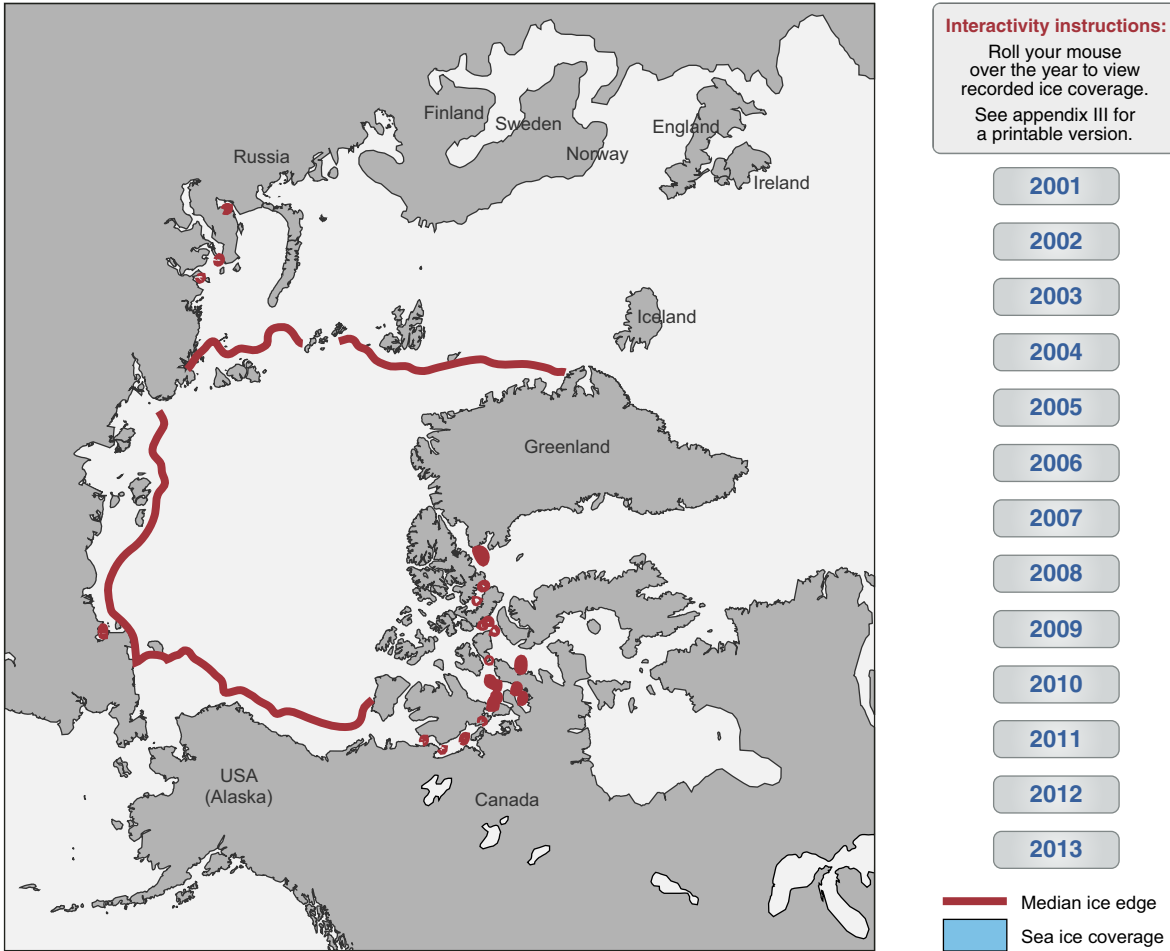 Finland
Sweden
England
Norway
Russia
Ireland
Iceland
Greenland
USA
(Alaska)
Canada
Interactivity instructions:
Roll your mouse
over the year to view
recorded ice coverage.
See appendix III for
a printable version.
2001
2002
2003
2004
2005
2006
2007
2008
2009
2010
2011
2012
2013
Median ice edge
Sea ice coverage